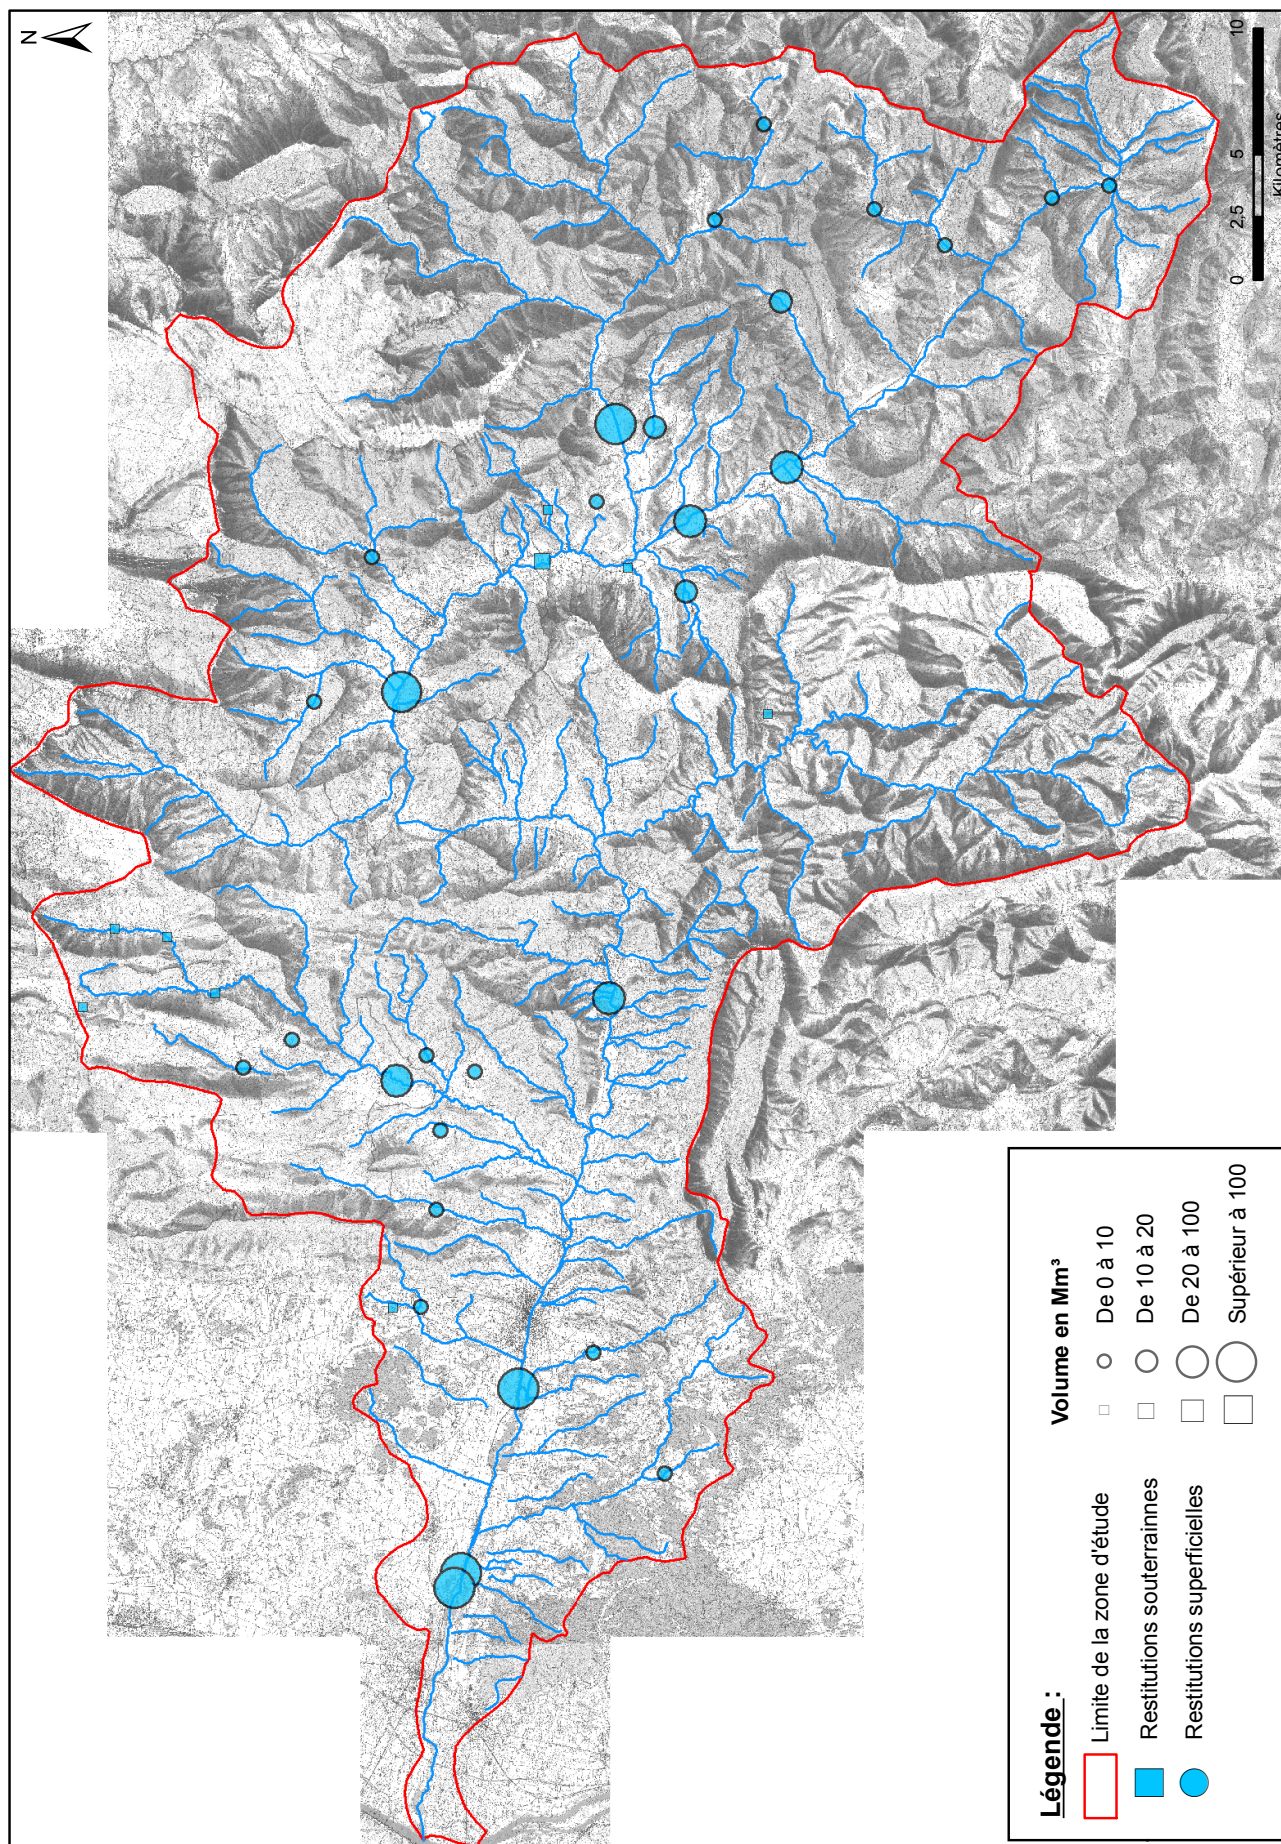 N
0 2,5 5 10
Kilomètres
Légende :
Limite de la zone d'étude
Restitutions souterraines
Restitutions superficielles
Volume en Mm³
De 0 à 10
De 10 à 20
De 20 à 100
Supérieur à 100